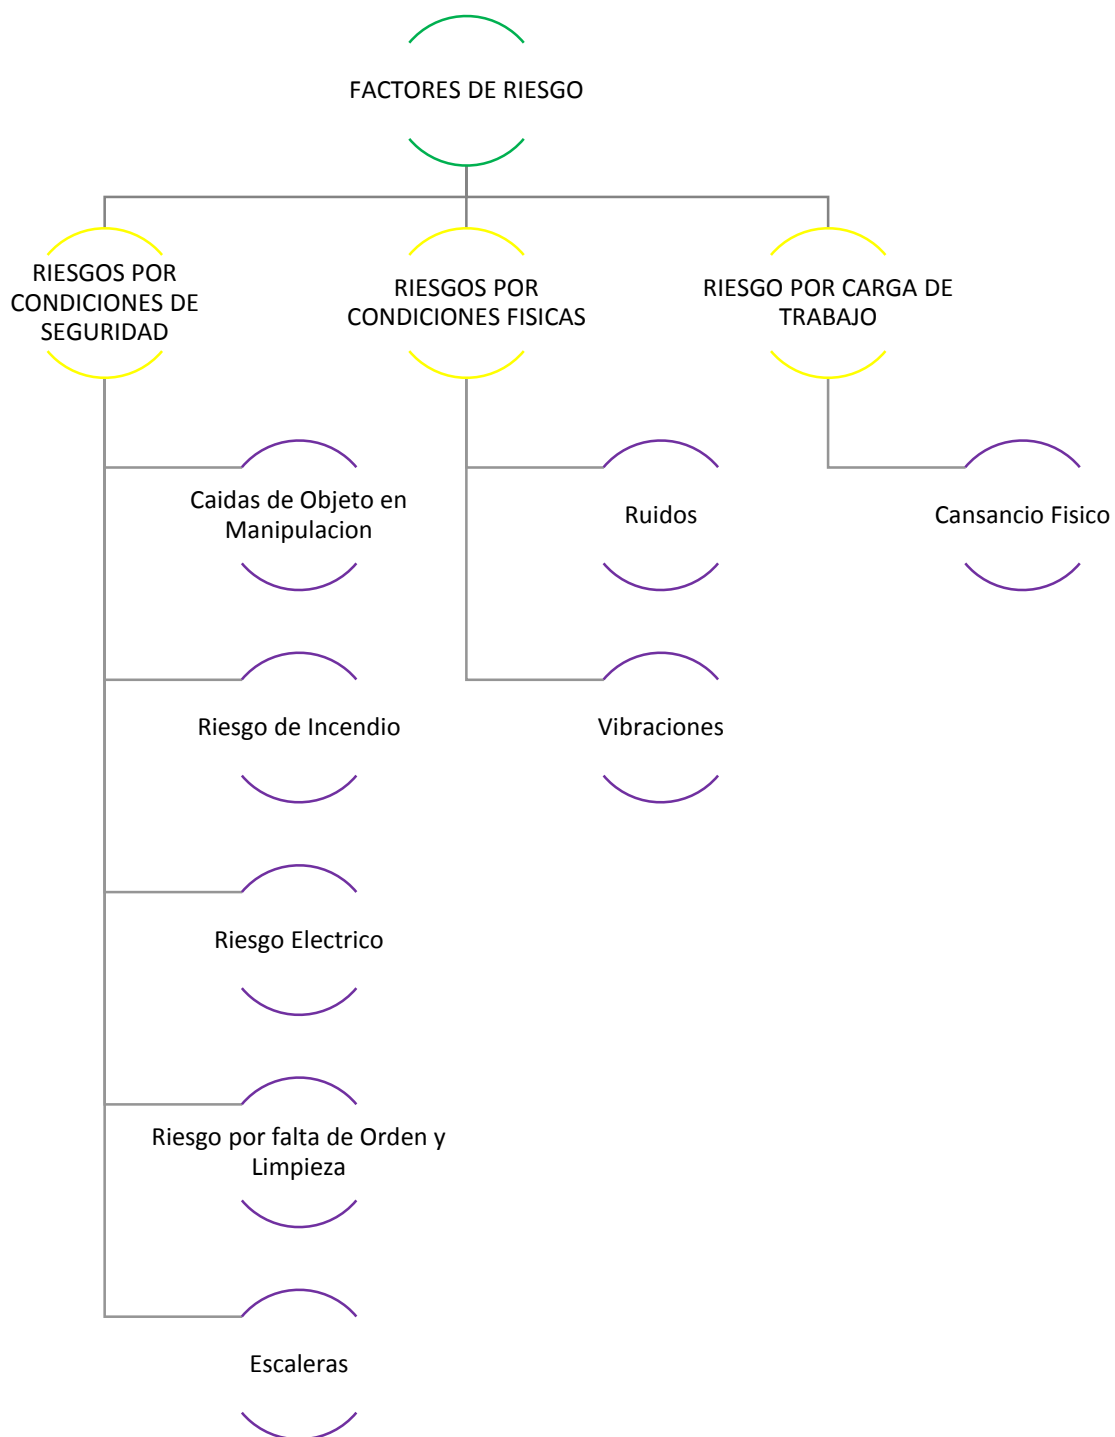 FACTORES DE RIESGO
RIESGOS POR
CONDICIONES DE
SEGURIDAD
RIESGOS POR
CONDICIONES FISICAS
RIESGO POR CARGA DE
TRABAJO
Caidas de Objeto en
Manipulacion
Ruidos
Cansancio Fisico
Riesgo de Incendio
Vibraciones
Riesgo Electrico
Riesgo por falta de Orden y
Limpieza
Escaleras